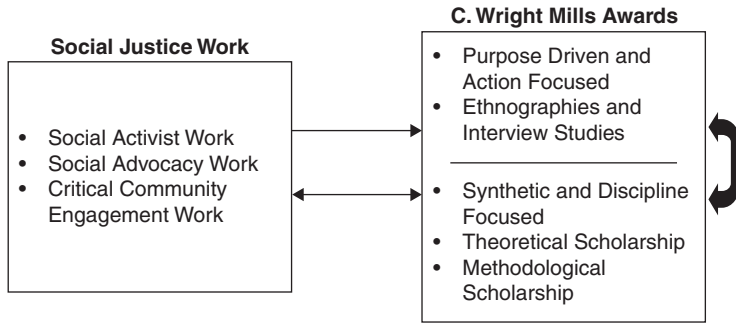 Social Justice Work
• Social Activist Work
• Social Advocacy Work
• Critical Community
Engagement Work
C. Wright Mills Awards
• Purpose Driven and
Action Focused
• Ethnographies and
Interview Studies
• Synthetic and Discipline
Focused
• Theoretical Scholarship
• Methodological
Scholarship